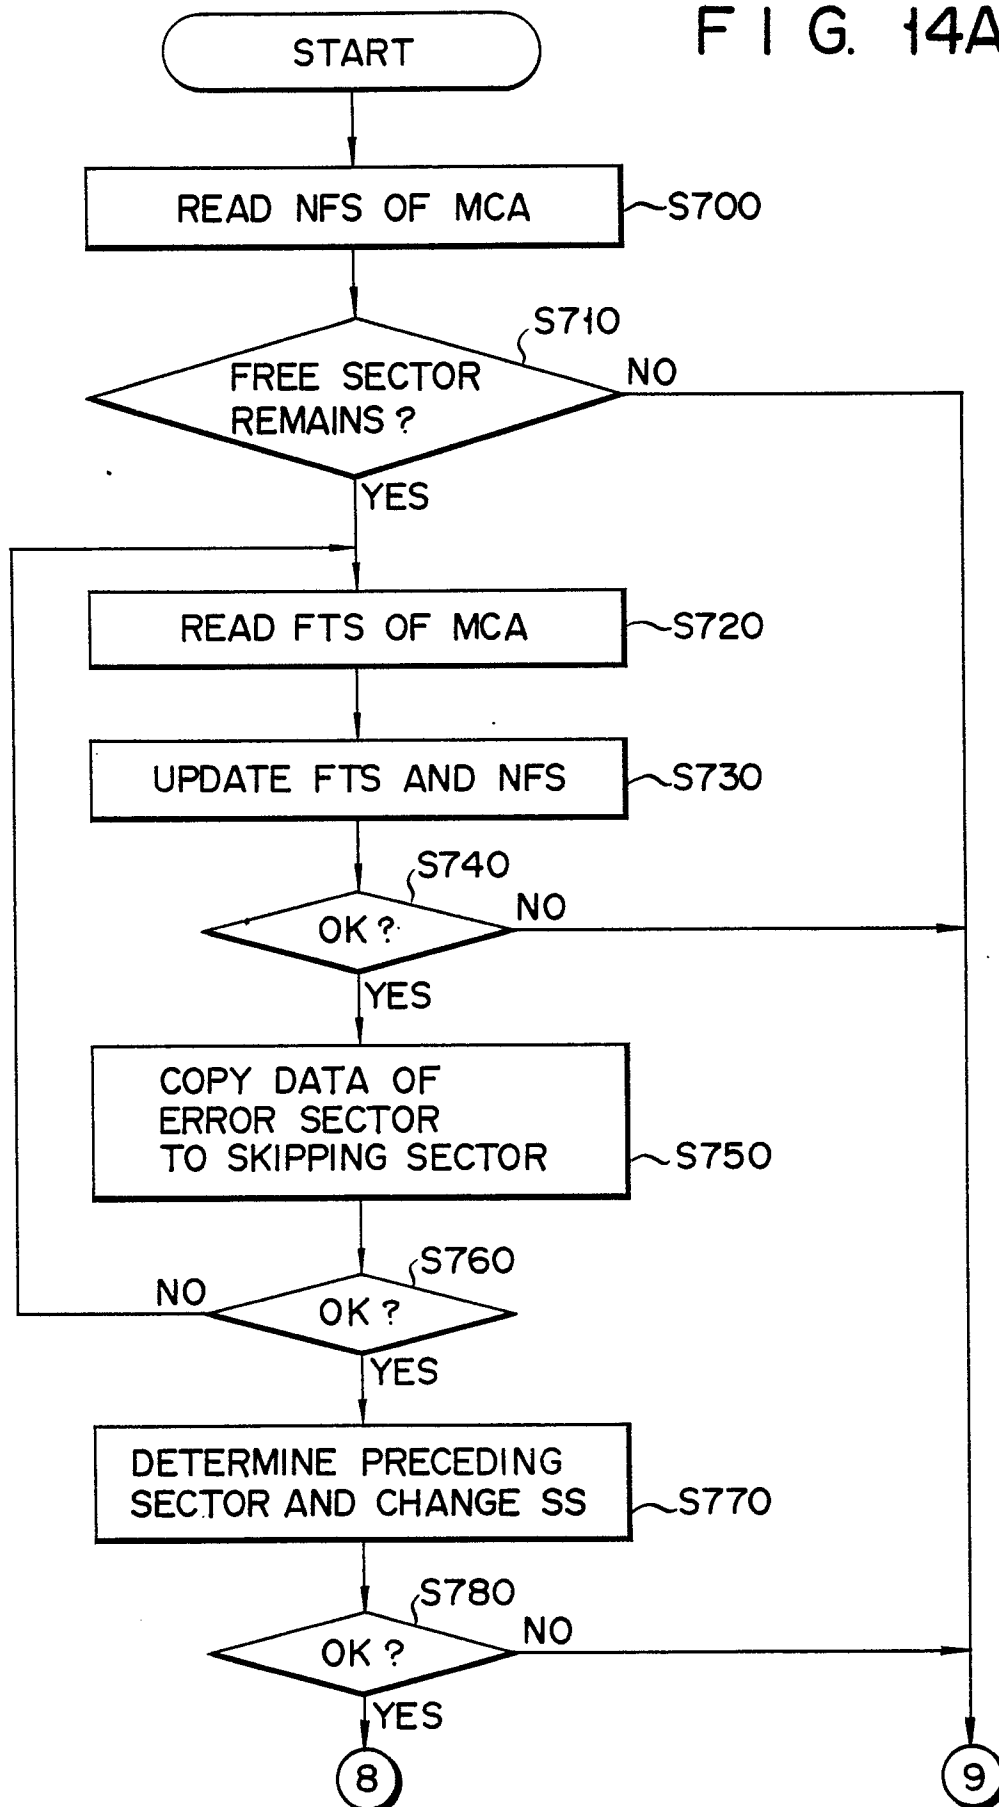 FIG. 14A
START
READ NFS OF MCA
S700
S710
FREE SECTOR
REMAINS?
NO
YES
READ FTS OF MCA
S720
UPDATE FTS AND NFS
S730
S740
OK?
NO
YES
COPY DATA OF
ERROR SECTOR
TO SKIPPING SECTOR
S750
S760
NO
OK?
YES
DETERMINE PRECEDING
SECTOR AND CHANGE SS
S770
S780
OK?
NO
YES
8
9